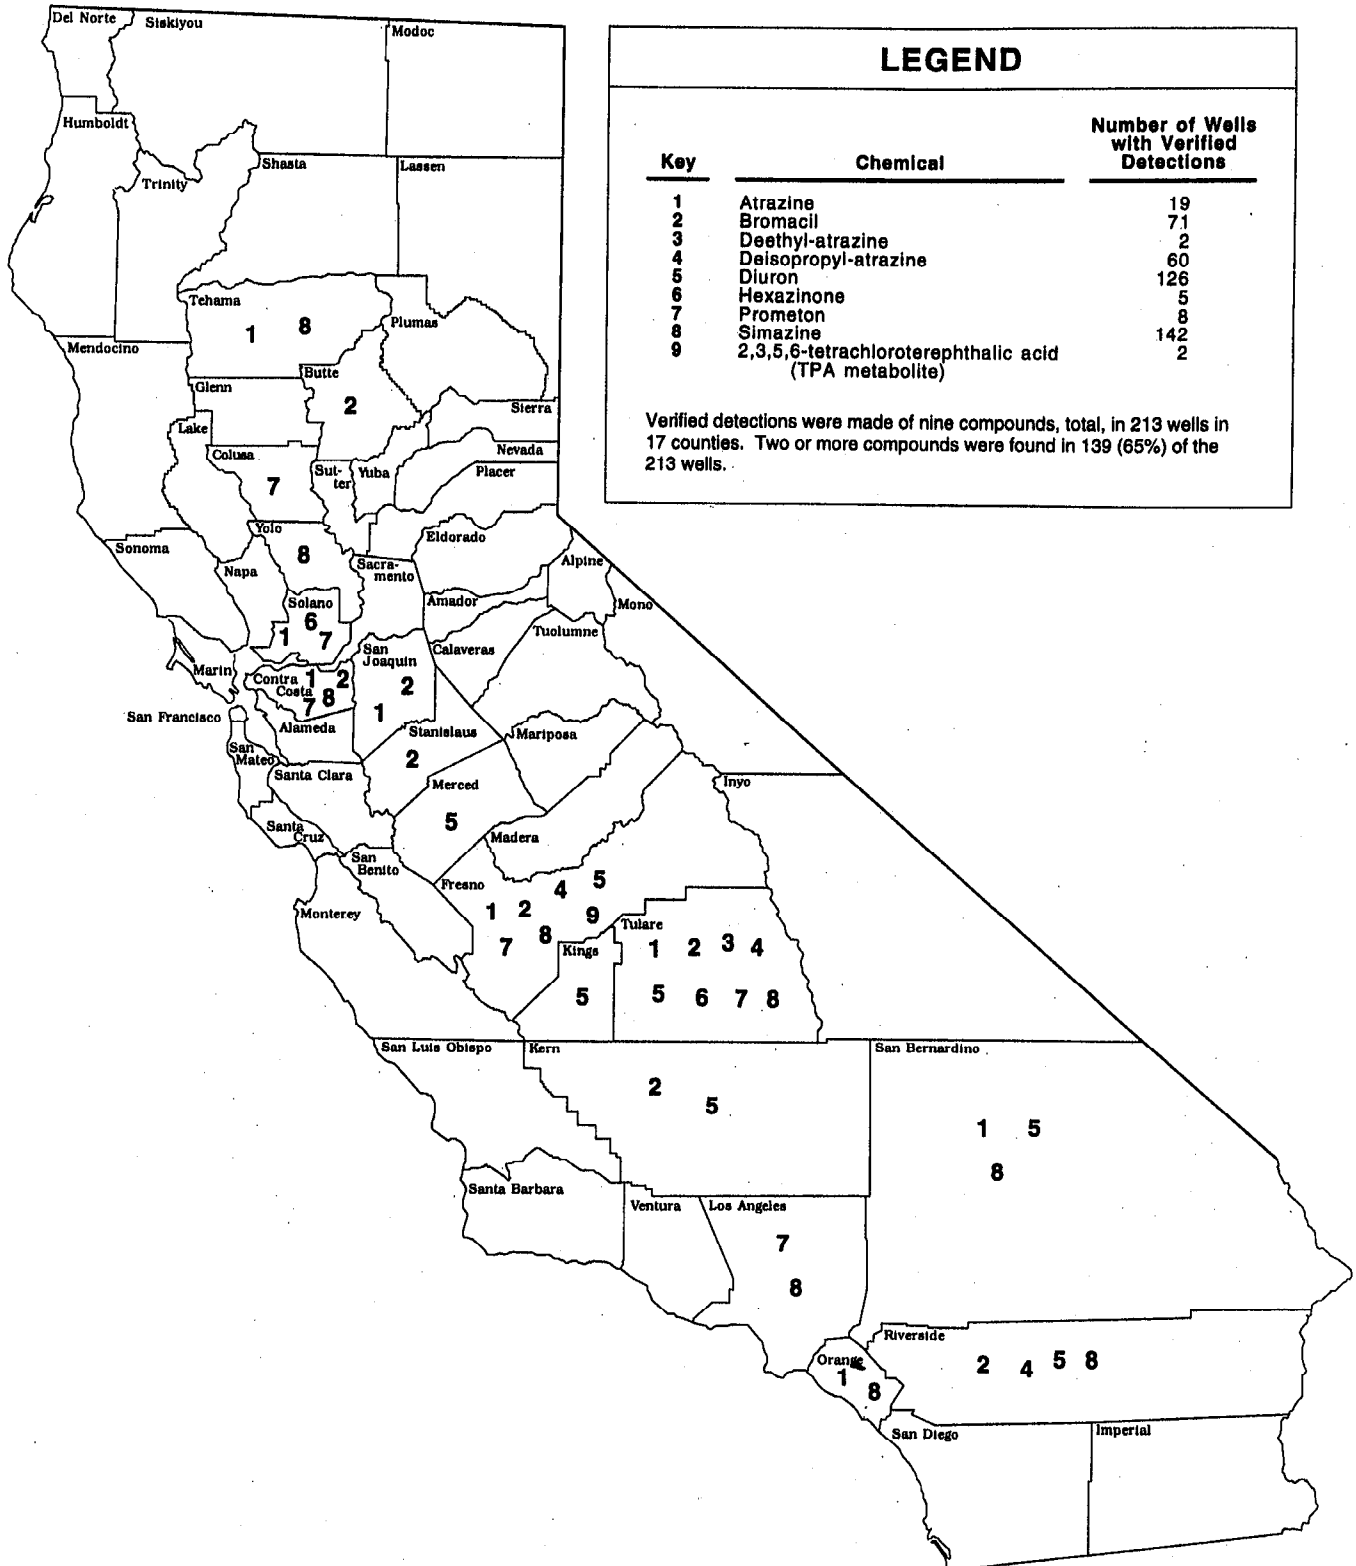 Del Norte
Siskiyou
Modoc
Humboldt
Trinity
Shasta
Lassen
Tehama
1 8
Plumas
Mendocino
Glenn
Butte
2
Sierra
Lake
Colusa
7
Sut-
ter
Yuba
Nevada
Placer
Yolo
8
Sonoma
Napa
Sacra-
mento
Eldorado
Alpine
Solano
6
1 7
Amador
Mono
Marin
Contra
Costa
1 2
7 8
San
Joaquin
2
1
Calaveras
Tuolumne
San Francisco
Alameda
Stanislaus
2
Mariposa
San
Mateo
Santa Clara
Merced
5
Inyo
Santa
Cruz
San
Benito
Madera
Fresno
4 5
1 2 9
7 8
Monterey
Kings
5
Tulare
1 2 3 4
5 6 7 8
San Luis Obispo
Kern
2
5
San Bernardino
1 5
8
Santa Barbara
Ventura
Los Angeles
7
8
Orange
1
8
Riverside
2 4 5 8
San Diego
Imperial
LEGEND
Key Chemical Number of Wells
with Verified
Detections
1 Atrazine 19
2 Bromacil 71
3 Deethyl-atrazine 2
4 Deisopropyl-atrazine 60
5 Diuron 126
6 Hexazinone 5
7 Prometon 8
8 Simazine 142
9 2,3,5,6-tetrachloroterephthalic acid 2
(TPA metabolite)
Verified detections were made of nine compounds, total, in 213 wells in
17 counties. Two or more compounds were found in 139 (65%) of the
213 wells.